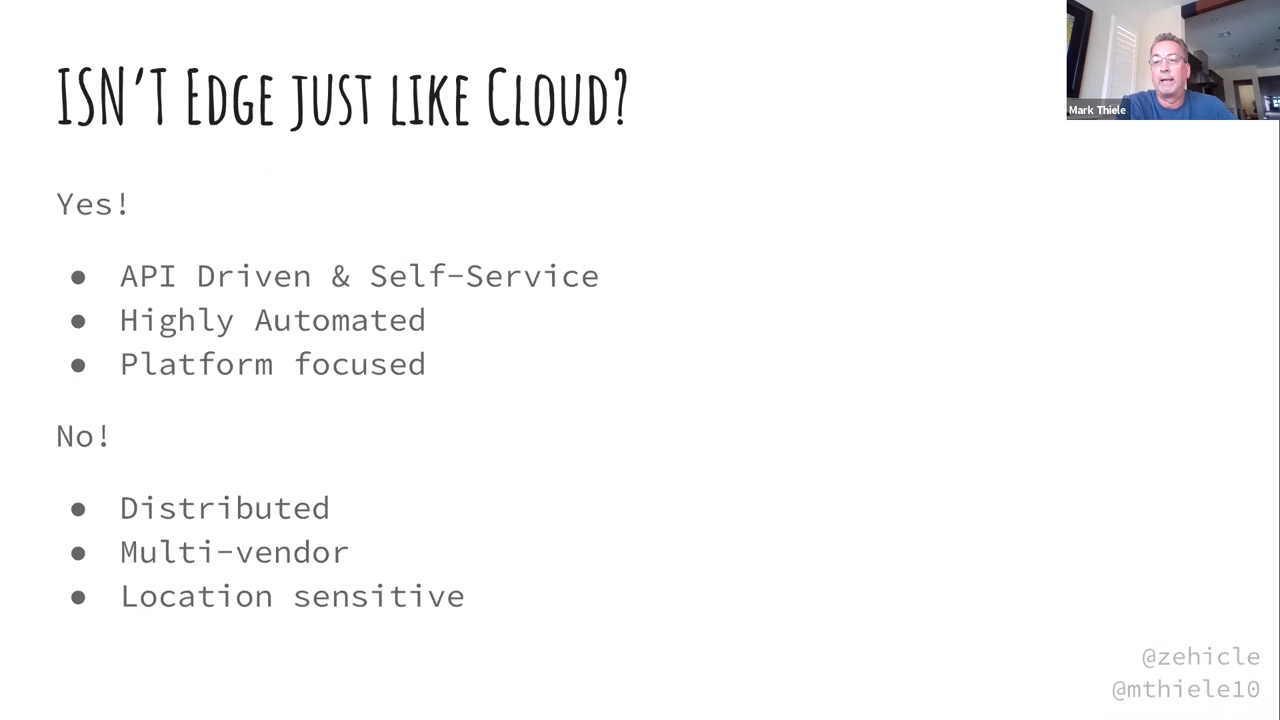 ISN'T EDGE JUST LIKE CLOUD?
Mark Thiele
Yes!
● API Driven & Self-Service
● Highly Automated
● Platform focused
No!
● Distributed
● Multi-vendor
● Location sensitive
@zehicle
@mthiele10